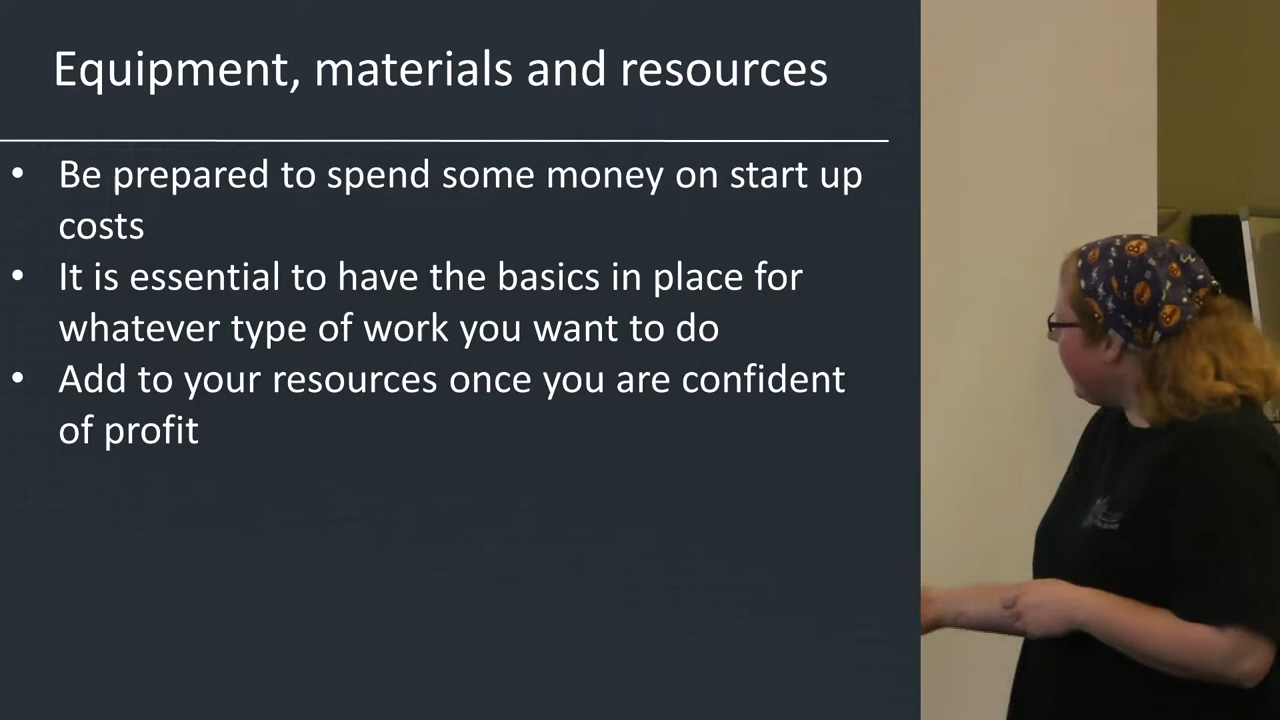 Equipment, materials and resources
• Be prepared to spend some money on start up
costs
• It is essential to have the basics in place for
whatever type of work you want to do
• Add to your resources once you are confident
of profit